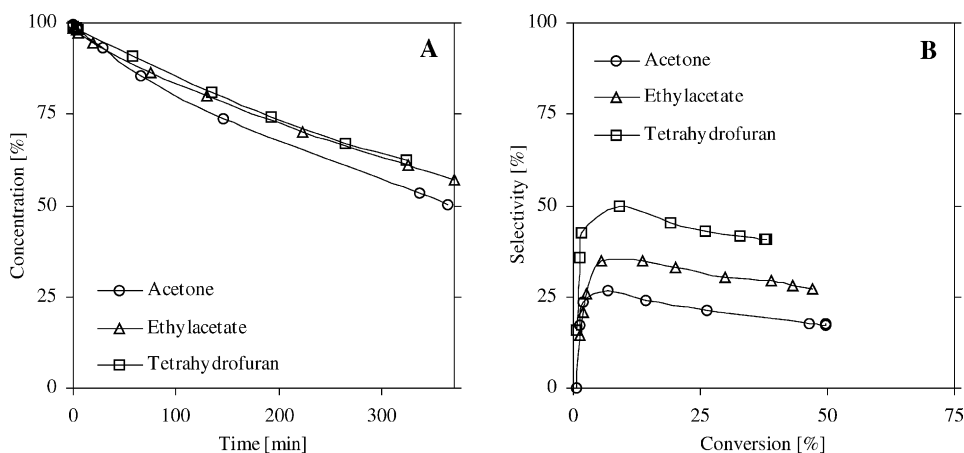 A
100
75
50
25
0
Concentration [%]
Acetone
Ethylacetate
Tetrahydrofuran
0 100 200 300
Time [min]
B
100
75
50
25
0
Selectivity [%]
Acetone
Ethylacetate
Tetrahydrofuran
0 25 50 75
Conversion [%]